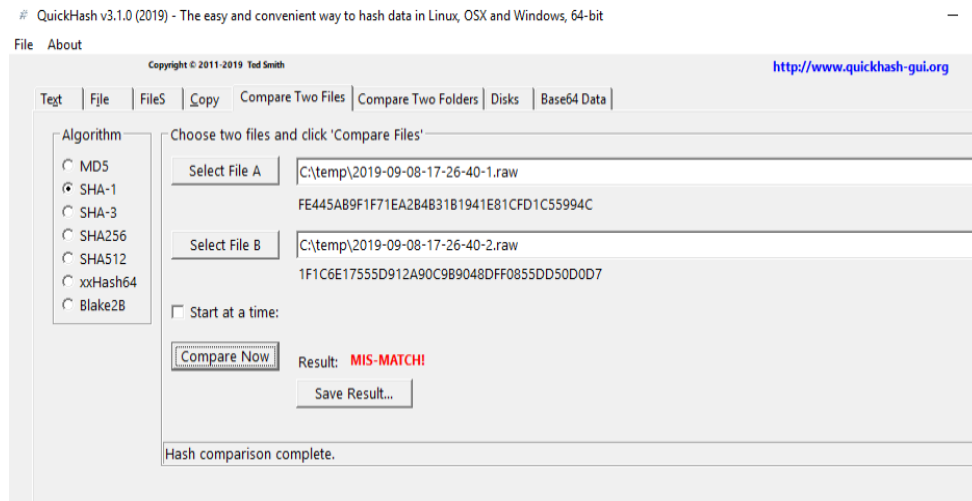 QuickHash v3.1.0 (2019) - The easy and convenient way to hash data in Linux, OSX and Windows, 64-bit
File About
Copyright © 2011-2019 Ted Smith
http://www.quickhash-gui.org
Text File FileS Copy Compare Two Files Compare Two Folders Disks Base64 Data
Algorithm
MD5
SHA-1
SHA-3
SHA256
SHA512
xxHash64
Blake2B
Choose two files and click 'Compare Files'
Select File A C:\temp\2019-09-08-17-26-40-1.raw
FE445AB9F1F71EA2B4B31B1941E81CFD1C55994C
Select File B C:\temp\2019-09-08-17-26-40-2.raw
1F1C6E17555D912A90C9B9048DFF0855DD50D0D7
Start at a time:
Compare Now Result: MIS-MATCH!
Save Result...
Hash comparison complete.